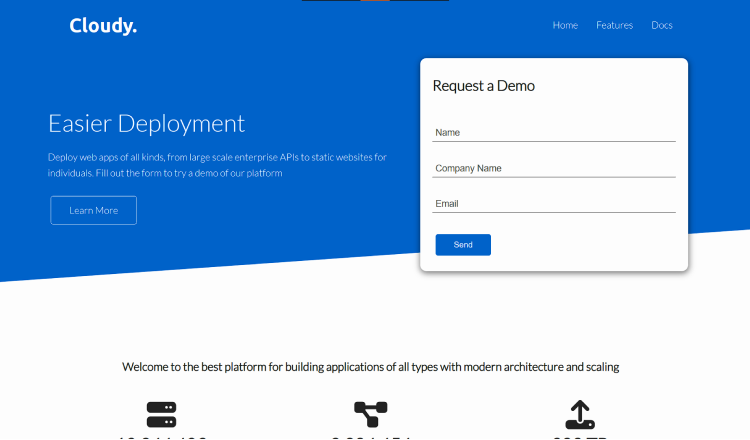 Cloudy.
Home Features Docs
Request a Demo
Easier Deployment
Name
Deploy web apps of all kinds, from large scale enterprise APIs to static websites for
individuals. Fill out the form to try a demo of our platform
Company Name
Email
Learn More
Send
Welcome to the best platform for building applications of all types with modern architecture and scaling